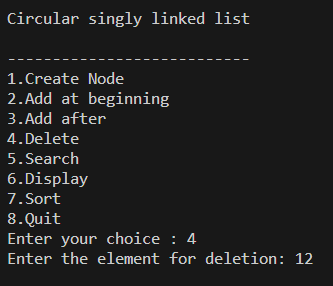 Circular singly linked list
---------------------------
1.Create Node
2.Add at beginning
3.Add after
4.Delete
5.Search
6.Display
7.Sort
8.Quit
Enter your choice : 4
Enter the element for deletion: 12